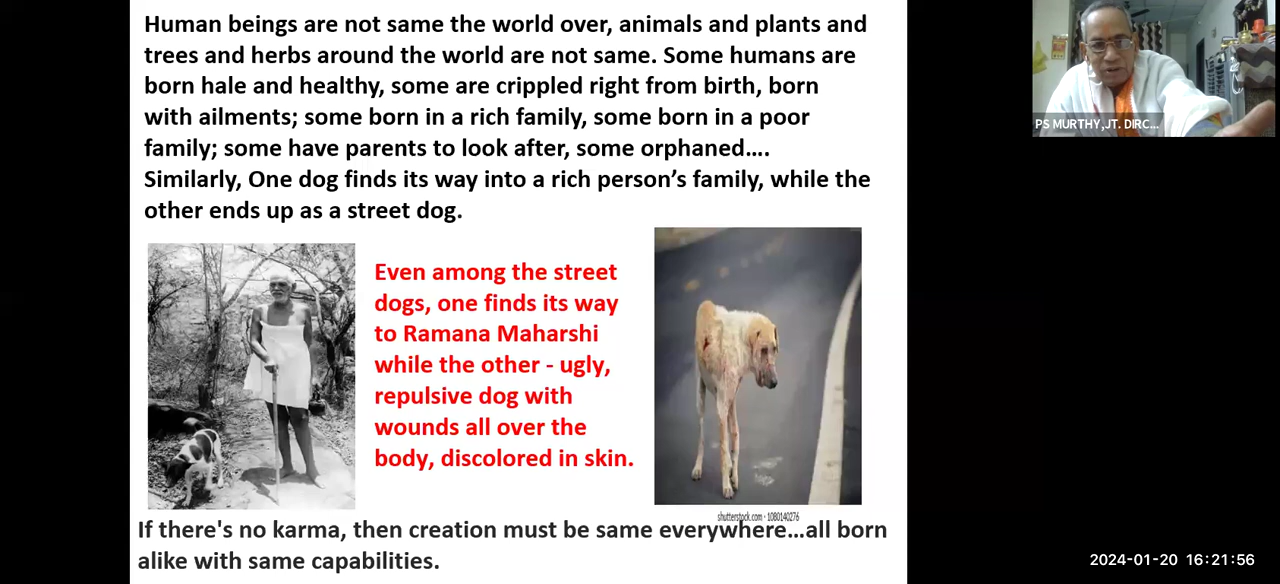 Human beings are not same the world over, animals and plants and
trees and herbs around the world are not same. Some humans are
born hale and healthy, some are crippled right from birth, born
with ailments; some born in a rich family, some born in a poor
family; some have parents to look after, some orphaned….
Similarly, One dog finds its way into a rich person’s family, while the
other ends up as a street dog.
Even among the street
dogs, one finds its way
to Ramana Maharshi
while the other - ugly,
repulsive dog with
wounds all over the
body, discolored in skin.
shutterstock.com · 1080140276
If there's no karma, then creation must be same everywhere…all born
alike with same capabilities.
PS MURTHY,JT. DIRC...
2024-01-20 16:21:56